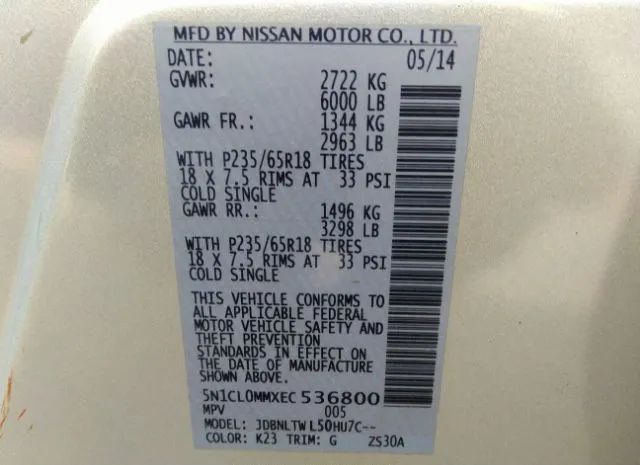 MFD BY NISSAN MOTOR CO., LTD.
DATE: 05/14
GVWR: 2722 KG
6000 LB
GAWR FR.: 1344 KG
2963 LB
WITH P235/65R18 TIRES
18 X 7.5 RIMS AT 33 PSI
COLD SINGLE
GAWR RR.: 1496 KG
3298 LB
WITH P235/65R18 TIRES
18 X 7.5 RIMS AT 33 PSI
COLD SINGLE
THIS VEHICLE CONFORMS TO
ALL APPLICABLE FEDERAL
MOTOR VEHICLE SAFETY AND
THEFT PREVENTION
STANDARDS IN EFFECT ON
THE DATE OF MANUFACTURE
SHOWN ABOVE.
5N1CL0MMXEC536800
MPV 005
MODEL: JDBNLTWL50HU7C--
COLOR: K23 TRIM: G ZS30A